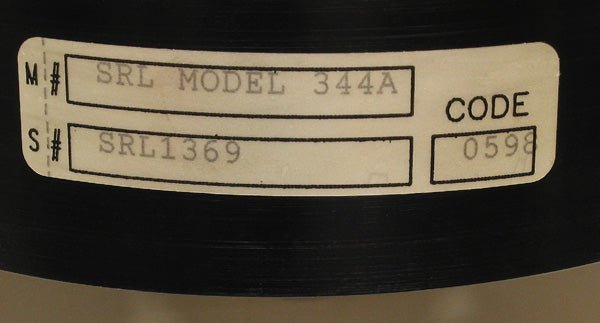 M# SRL MODEL 344A
CODE
S# SRL1369 0598